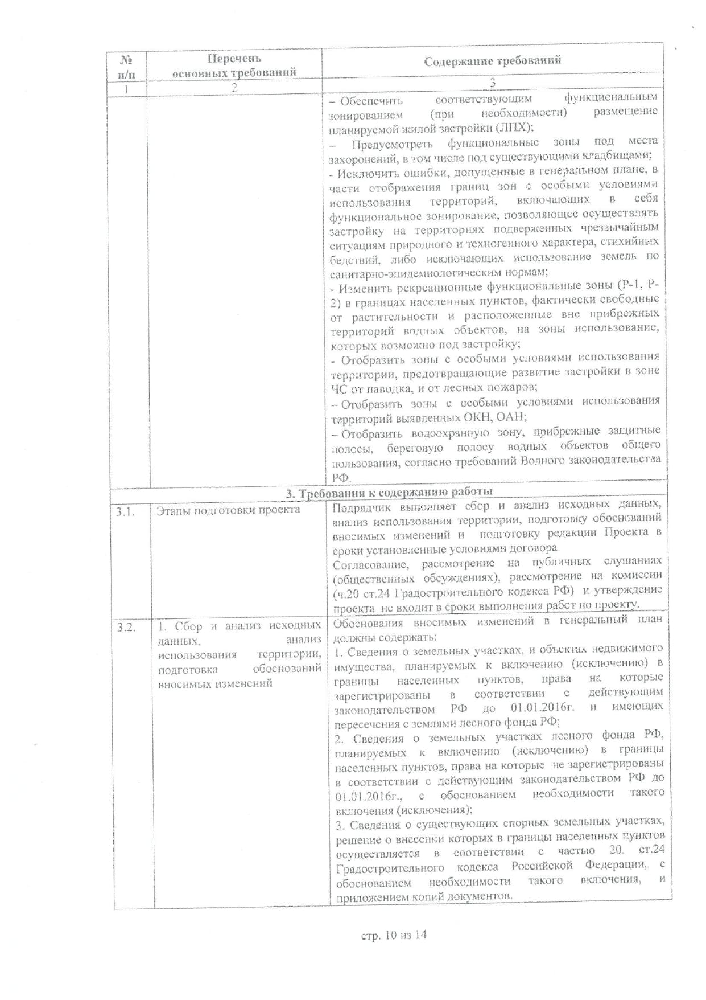 №
п/п
Перечень
основных требований
Содержание требований
1
2
3
– Обеспечить соответствующим функциональным
зонированием (при необходимости) размещение
планируемой жилой застройки (ЛПХ);
– Предусмотреть функциональные зоны под места
захоронений, в том числе под существующими кладбищами;
- Исключить ошибки, допущенные в генеральном плане, в
части отображения границ зон с особыми условиями
использования территорий, включающих в себя
функциональное зонирование, позволяющее осуществлять
застройку на территориях подверженных чрезвычайным
ситуациям природного и техногенного характера, стихийных
бедствий, либо исключающих использование земель по
санитарно-эпидемиологическим нормам;
- Изменить рекреационные функциональные зоны (Р-1, Р-
2) в границах населенных пунктов, фактически свободные
от растительности и расположенные вне прибрежных
территорий водных объектов, на зоны использование,
которых возможно под застройку;
- Отобразить зоны с особыми условиями использования
территории, предотвращающие развитие застройки в зоне
ЧС от паводка, и от лесных пожаров;
– Отобразить зоны с особыми условиями использования
территорий выявленных ОКН, ОАН;
– Отобразить водоохранную зону, прибрежные защитные
полосы, береговую полосу водных объектов общего
пользования, согласно требований Водного законодательства
РФ.
3. Требования к содержанию работы
3.1.
Этапы подготовки проекта
Подрядчик выполняет сбор и анализ исходных данных,
анализ использования территории, подготовку обоснований
вносимых изменений и подготовку редакции Проекта в
сроки установленные условиями договора
Согласование, рассмотрение на публичных слушаниях
(общественных обсуждениях), рассмотрение на комиссии
(ч.20 ст.24 Градостроительного кодекса РФ) и утверждение
проекта не входит в сроки выполнения работ по проекту.
3.2.
1. Сбор и анализ исходных
данных, анализ
использования территории,
подготовка обоснований
вносимых изменений
Обоснования вносимых изменений в генеральный план
должны содержать:
1. Сведения о земельных участках, и объектах недвижимого
имущества, планируемых к включению (исключению) в
границы населенных пунктов, права на которые
зарегистрированы в соответствии с действующим
законодательством РФ до 01.01.2016г. и имеющих
пересечения с землями лесного фонда РФ;
2. Сведения о земельных участках лесного фонда РФ,
планируемых к включению (исключению) в границы
населенных пунктов, права на которые не зарегистрированы
в соответствии с действующим законодательством РФ до
01.01.2016г., с обоснованием необходимости такого
включения (исключения);
3. Сведения о существующих спорных земельных участках,
решение о внесении которых в границы населенных пунктов
осуществляется в соответствии с частью 20. ст.24
Градостроительного кодекса Российской Федерации, с
обоснованием необходимости такого включения, и
приложением копий документов.
стр. 10 из 14